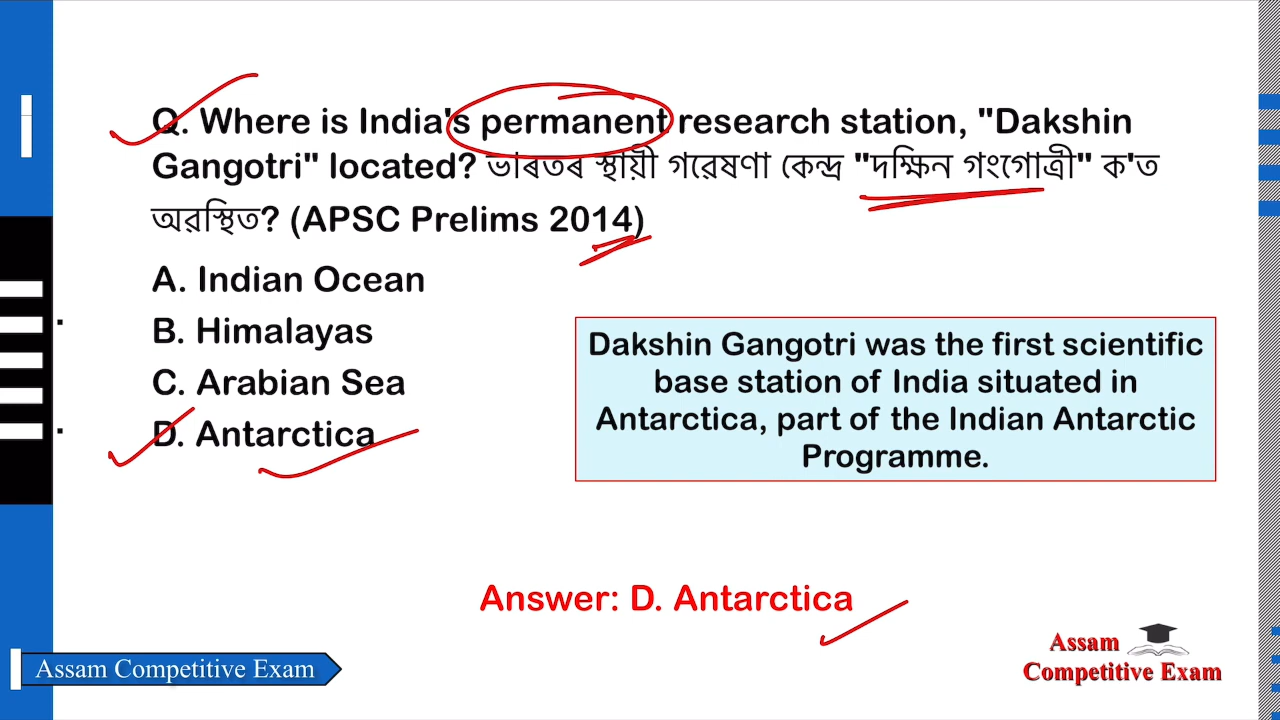 Q. Where is India's permanent research station, "Dakshin
Gangotri" located? ভাৰতৰ স্থায়ী গৱেষণা কেন্দ্ৰ "দক্ষিন গংগোত্ৰী" ক'ত
অৱস্থিত? (APSC Prelims 2014)
A. Indian Ocean
B. Himalayas
C. Arabian Sea
D. Antarctica
Dakshin Gangotri was the first scientific
base station of India situated in
Antarctica, part of the Indian Antarctic
Programme.
Answer: D. Antarctica
Assam Competitive Exam
Assam
Competitive Exam